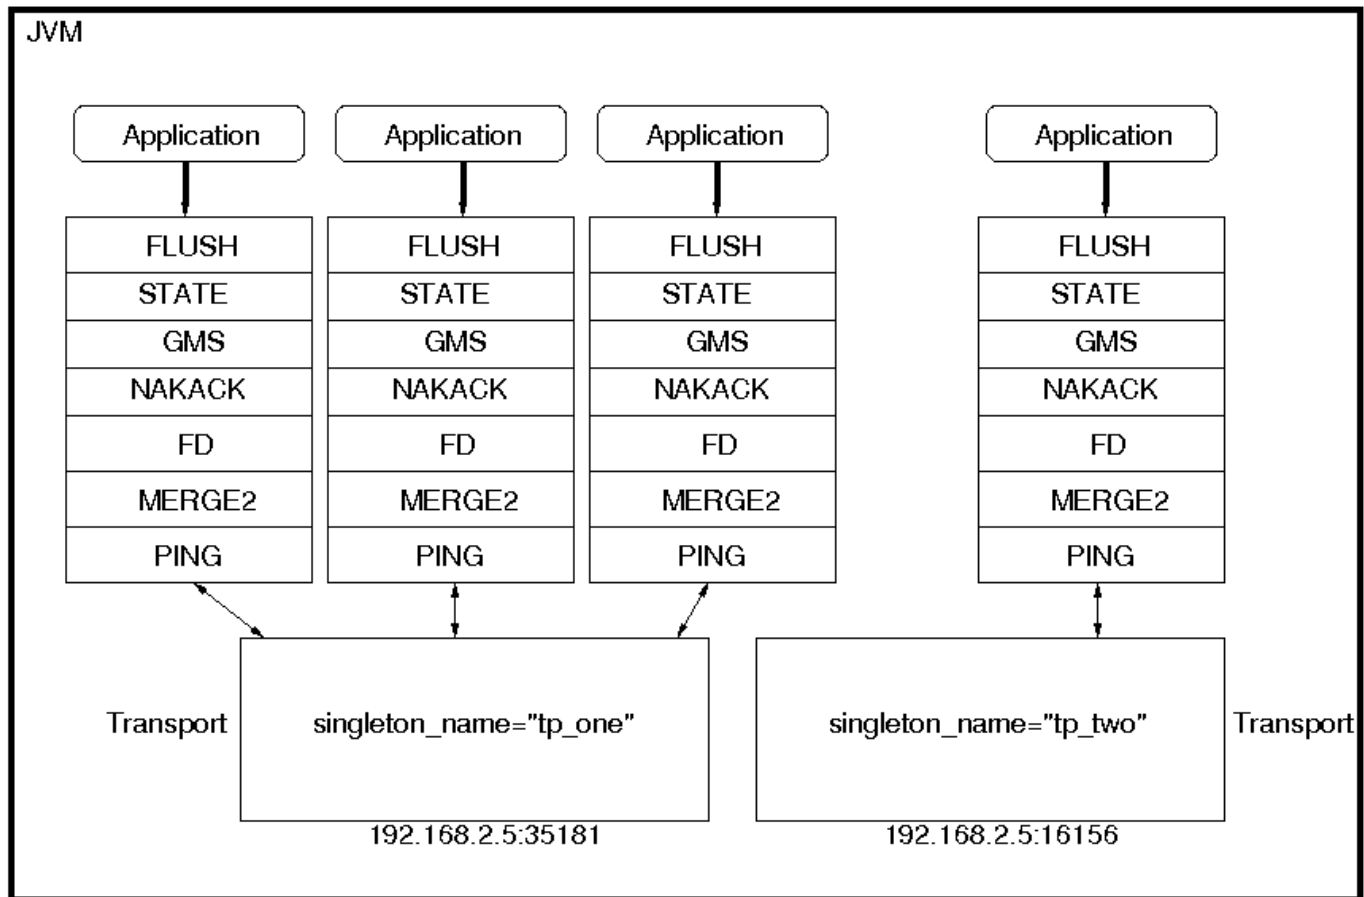 JVM
Application Application Application Application
FLUSH FLUSH FLUSH FLUSH
STATE STATE STATE STATE
GMS GMS GMS GMS
NAKACK NAKACK NAKACK NAKACK
FD FD FD FD
MERGE2 MERGE2 MERGE2 MERGE2
PING PING PING PING
Transport singleton_name="tp_one" singleton_name="tp_two" Transport
192.168.2.5:35181 192.168.2.5:16156